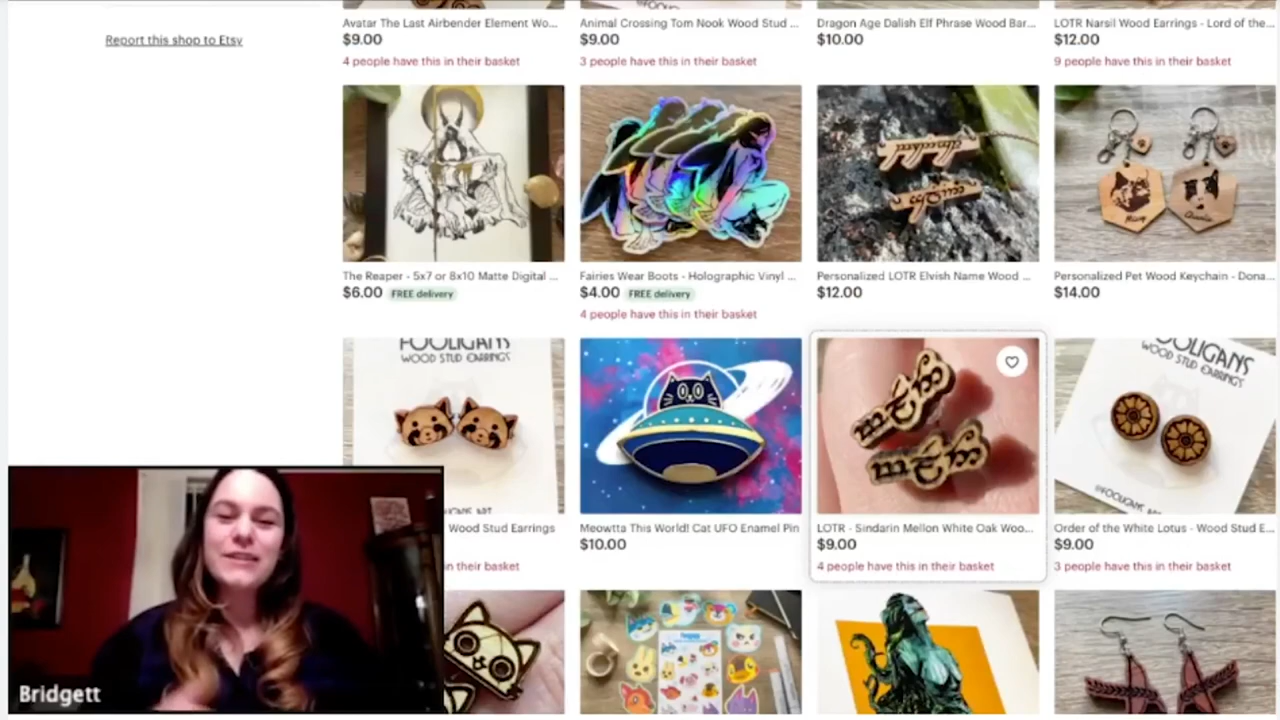 Report this shop to Etsy
Avatar The Last Airbender Element Wo...
$9.00
4 people have this in their basket
Animal Crossing Tom Nook Wood Stud ...
$9.00
3 people have this in their basket
Dragon Age Dalish Elf Phrase Wood Bar...
$10.00
LOTR Narsil Wood Earrings - Lord of the...
$12.00
9 people have this in their basket
The Reaper - 5x7 or 8x10 Matte Digital ...
$6.00 FREE delivery
Fairies Wear Boots - Holographic Vinyl ...
$4.00 FREE delivery
4 people have this in their basket
Personalized LOTR Elvish Name Wood ...
$12.00
Personalized Pet Wood Keychain - Dona...
$14.00
FOOLIGANS
WOOD STUD EARRINGS
Wood Stud Earrings
in their basket
Meowtta This World! Cat UFO Enamel Pin
$10.00
LOTR - Sindarin Mellon White Oak Woo...
$9.00
4 people have this in their basket
FOOLIGANS
WOOD STUD EARRINGS
Order of the White Lotus - Wood Stud E...
$9.00
3 people have this in their basket
Bridgett